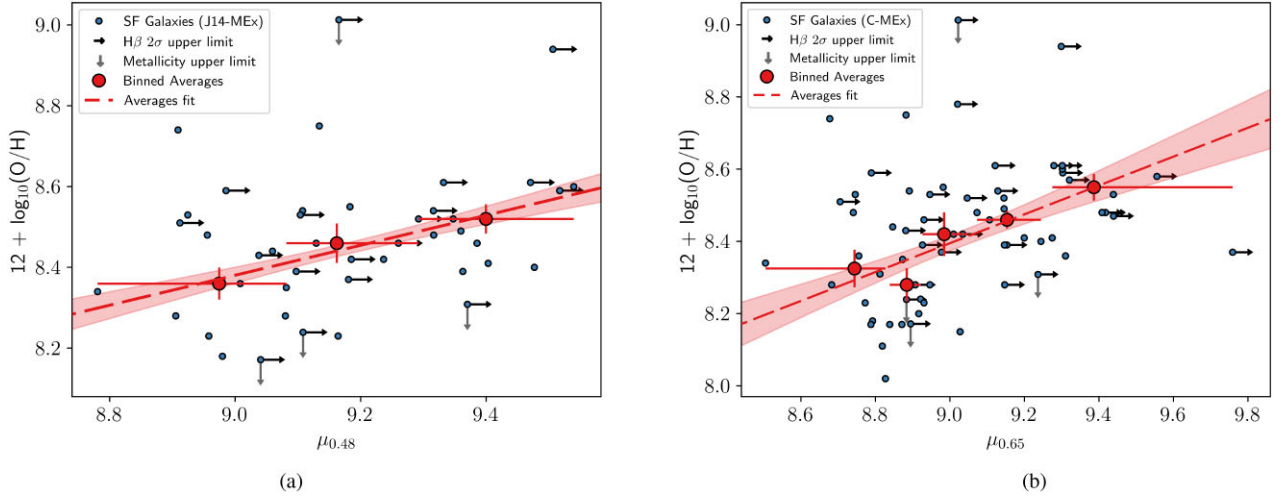 SF Galaxies (J14-MEx)
Hβ 2σ upper limit
Metallicity upper limit
Binned Averages
Averages fit
12 + log₁₀(O/H)
9.0
8.8
8.6
8.4
8.2
8.8
9.0
9.2
9.4
μ₀.₄₈
(a)
SF Galaxies (C-MEx)
Hβ 2σ upper limit
Metallicity upper limit
Binned Averages
Averages fit
12 + log₁₀(O/H)
9.0
8.8
8.6
8.4
8.2
8.0
8.6
8.8
9.0
9.2
9.4
9.6
9.8
μ₀.₆₅
(b)